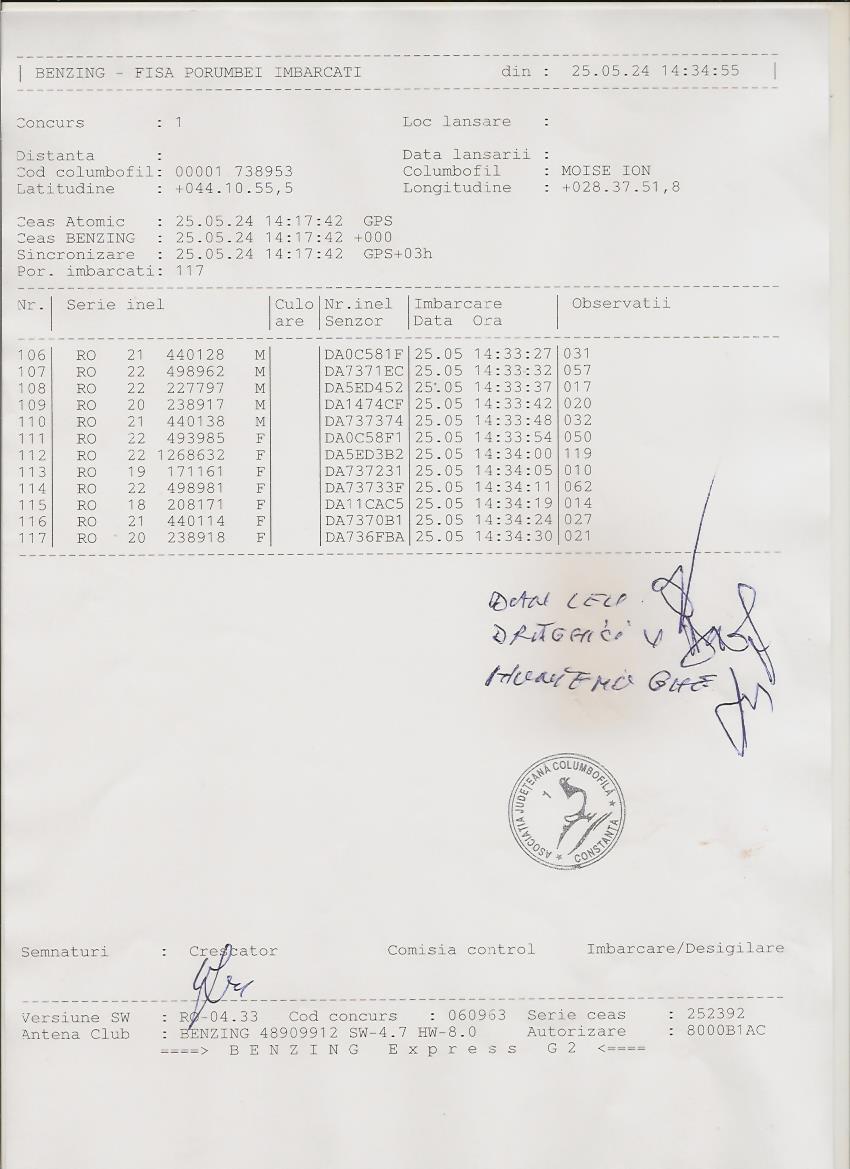 BENZING - FISA PORUMBEI IMBARCATI din : 25.05.24 14:34:55
Concurs : 1 Loc lansare :
Distanta : Data lansarii :
Cod columbofil: 00001 738953 Columbofil : MOISE ION
Latitudine : +044.10.55,5 Longitudine : +028.37.51,8
Ceas Atomic : 25.05.24 14:17:42 GPS
Ceas BENZING : 25.05.24 14:17:42 +000
Sincronizare : 25.05.24 14:17:42 GPS+03h
Por. imbarcati: 117
Nr. Serie inel Culo Nr.inel Imbarcare Observatii
are Senzor Data Ora
106 RO 21 440128 M DA0C581F 25.05 14:33:27 031
107 RO 22 498962 M DA7371EC 25.05 14:33:32 057
108 RO 22 227797 M DA5ED452 25.05 14:33:37 017
109 RO 20 238917 M DA1474CF 25.05 14:33:42 020
110 RO 21 440138 M DA737374 25.05 14:33:48 032
111 RO 22 493985 F DA0C58F1 25.05 14:33:54 050
112 RO 22 1268632 F DA5ED3B2 25.05 14:34:00 119
113 RO 19 171161 F DA737231 25.05 14:34:05 010
114 RO 22 498981 F DA73733F 25.05 14:34:11 062
115 RO 18 208171 F DA11CAC5 25.05 14:34:19 014
116 RO 21 440114 F DA7370B1 25.05 14:34:24 027
117 RO 20 238918 F DA736FBA 25.05 14:34:30 021
DRĂGHICI V
GHE
ASOCIATIA JUDEȚEANĂ COLUMBOFILĂ * CONSTANTA *
1
Semnaturi : Crescator Comisia control Imbarcare/Desigilare
Versiune SW : RO-04.33 Cod concurs : 060963 Serie ceas : 252392
Antena Club : BENZING 48909912 SW-4.7 HW-8.0 Autorizare : 8000B1AC
====> B E N Z I N G E x p r e s s G 2 <====